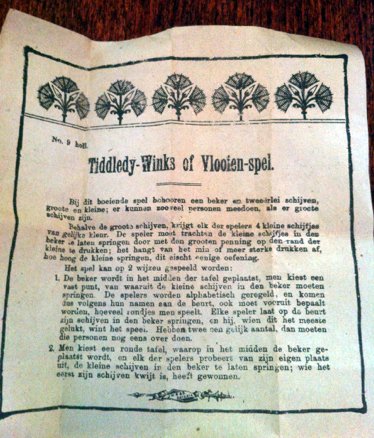 No. 9 holl.
Tiddledy-Winks of Vlooien-spel.
Bij dit boeiende spel behooren een beker en tweeërlei schijven,
groote en kleine; er kunnen zooveel personen meedoen, als er groote
schijven zijn.
Behalve de groote schijven, krijgt elk der spelers 4 kleine schijfjes
van gelijke kleur. De speler moet trachten de kleine schijfjes in den
beker te laten springen door met den grooten penning op den rand der
kleine te drukken; het hangt van het min of meer sterke drukken af,
hoe hoog de kleine springen, dit eischt eenige oefening.
Het spel kan op 2 wijzen gespeeld worden:
1. De beker wordt in het midden der tafel geplaatst, men kiest een
vast punt, van waaruit de kleine schijven in den beker moeten
springen. De spelers worden alphabetisch geregeld, en komen
dus volgens hun namen aan de beurt, ook moet vooruit bepaalt
worden, hoeveel rondjes men speelt. Elke speler laat op de beurt
zijn schijven in den beker springen, en hij, wien dit het meeste
gelukt, wint het spel. Hebben twee een gelijk aantal, dan moeten
die personen nog eens over doen.
2. Men kiest een ronde tafel, waarop in het midden de beker ge-
plaatst wordt, en elk der spelers probeert van zijn eigen plaats
uit, de kleine schijven in den beker te laten springen; wie het
eerst zijn schijven kwijt is, heeft gewonnen.